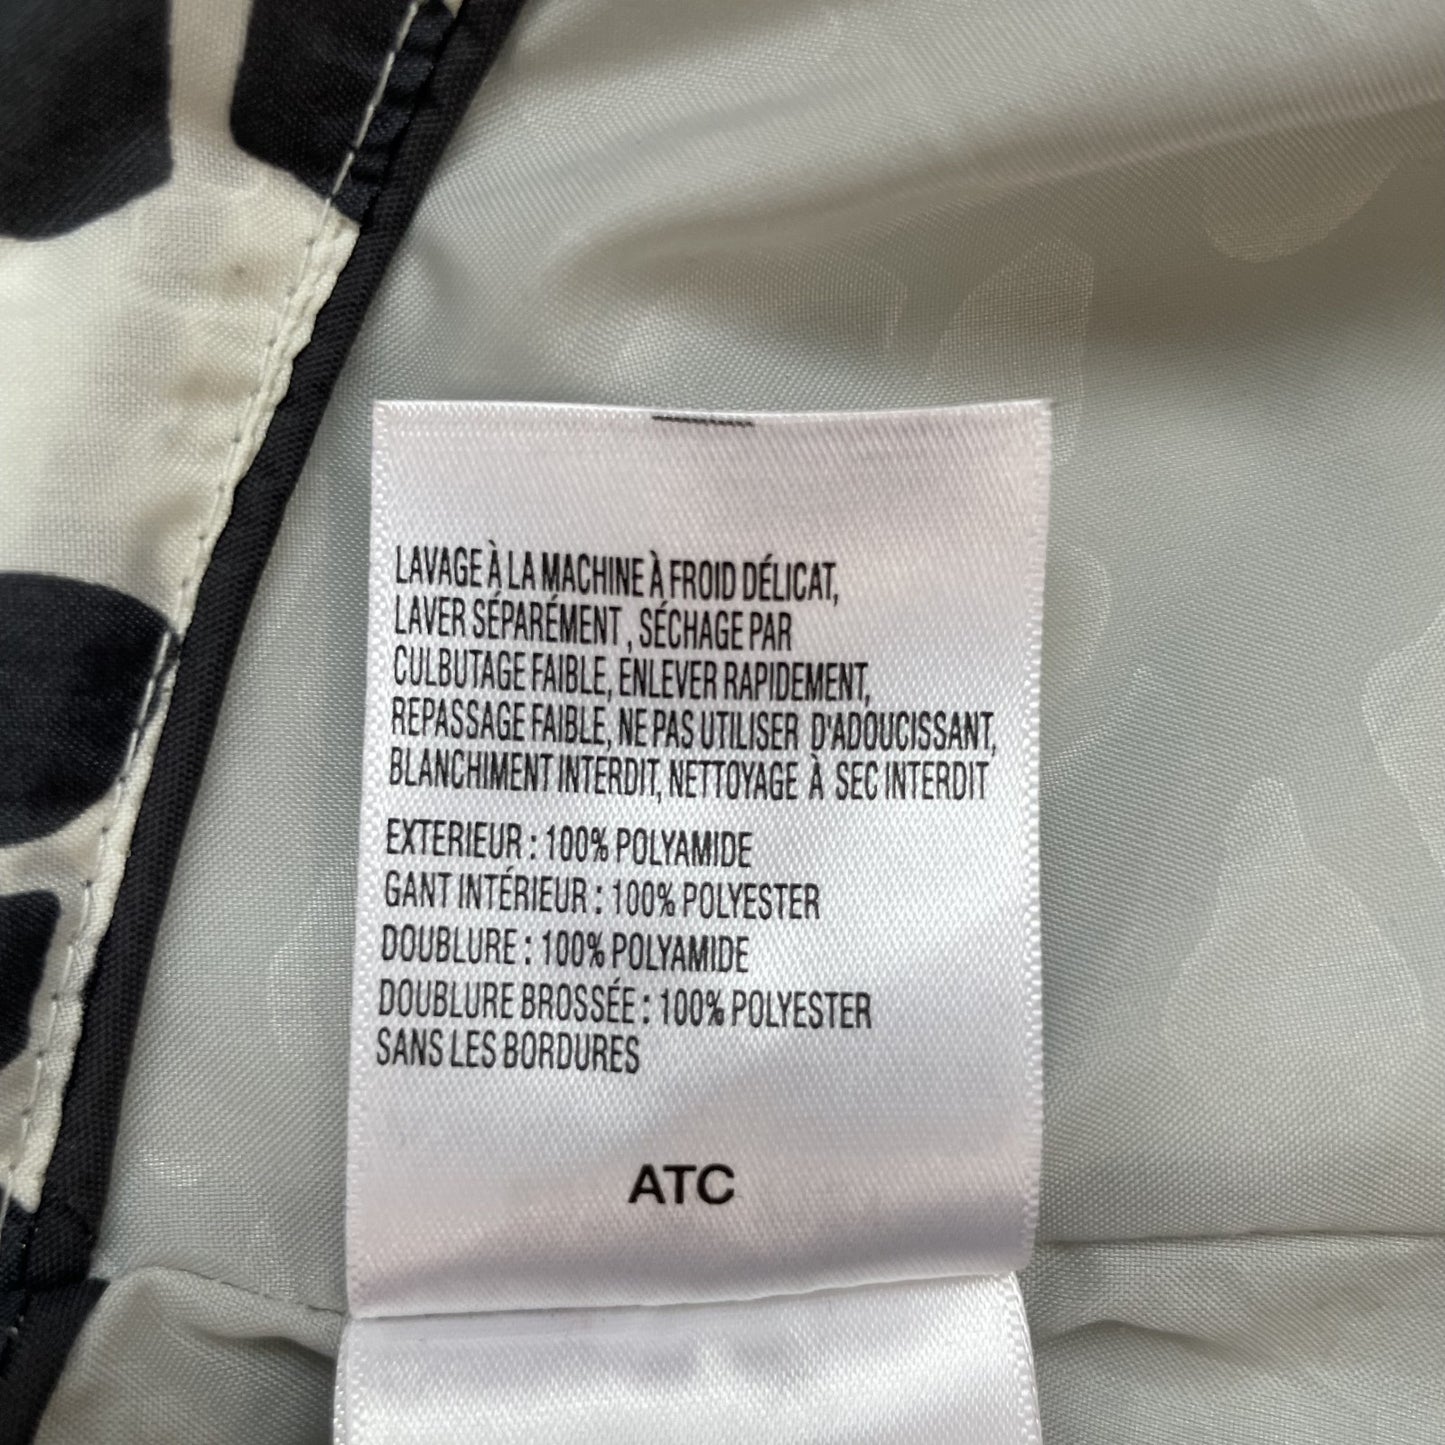 LAVAGE À LA MACHINE À FROID DÉLICAT,
LAVER SÉPARÉMENT , SÉCHAGE PAR
CULBUTAGE FAIBLE, ENLEVER RAPIDEMENT,
REPASSAGE FAIBLE, NE PAS UTILISER D'ADOUCISSANT,
BLANCHIMENT INTERDIT, NETTOYAGE À SEC INTERDIT
EXTERIEUR : 100% POLYAMIDE
GANT INTÉRIEUR : 100% POLYESTER
DOUBLURE : 100% POLYAMIDE
DOUBLURE BROSSÉE : 100% POLYESTER
SANS LES BORDURES
ATC